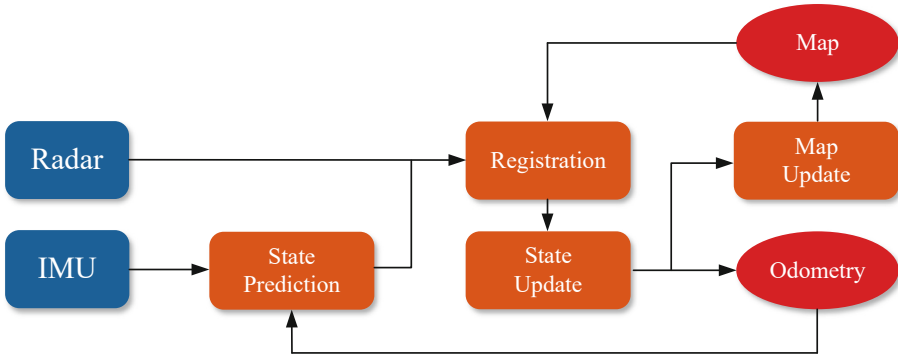 Map
Radar
Registration
Map
Update
IMU
State
Prediction
State
Update
Odometry